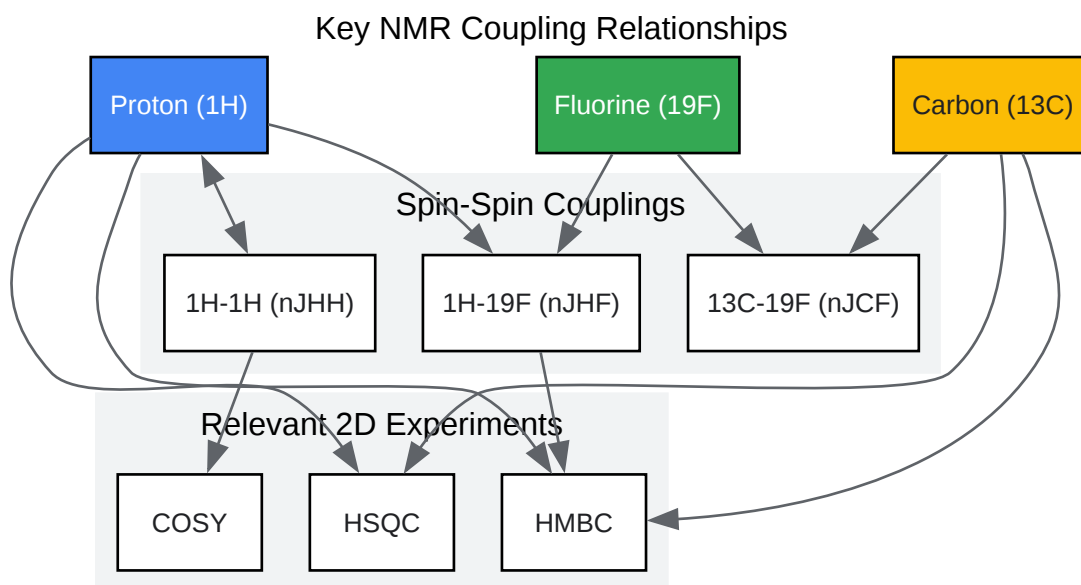 Key NMR Coupling Relationships
Proton (1H)
Fluorine (19F)
Carbon (13C)
Spin-Spin Couplings
1H-1H (nJHH)
1H-19F (nJHF)
13C-19F (nJCF)
Relevant 2D Experiments
COSY
HSQC
HMBC